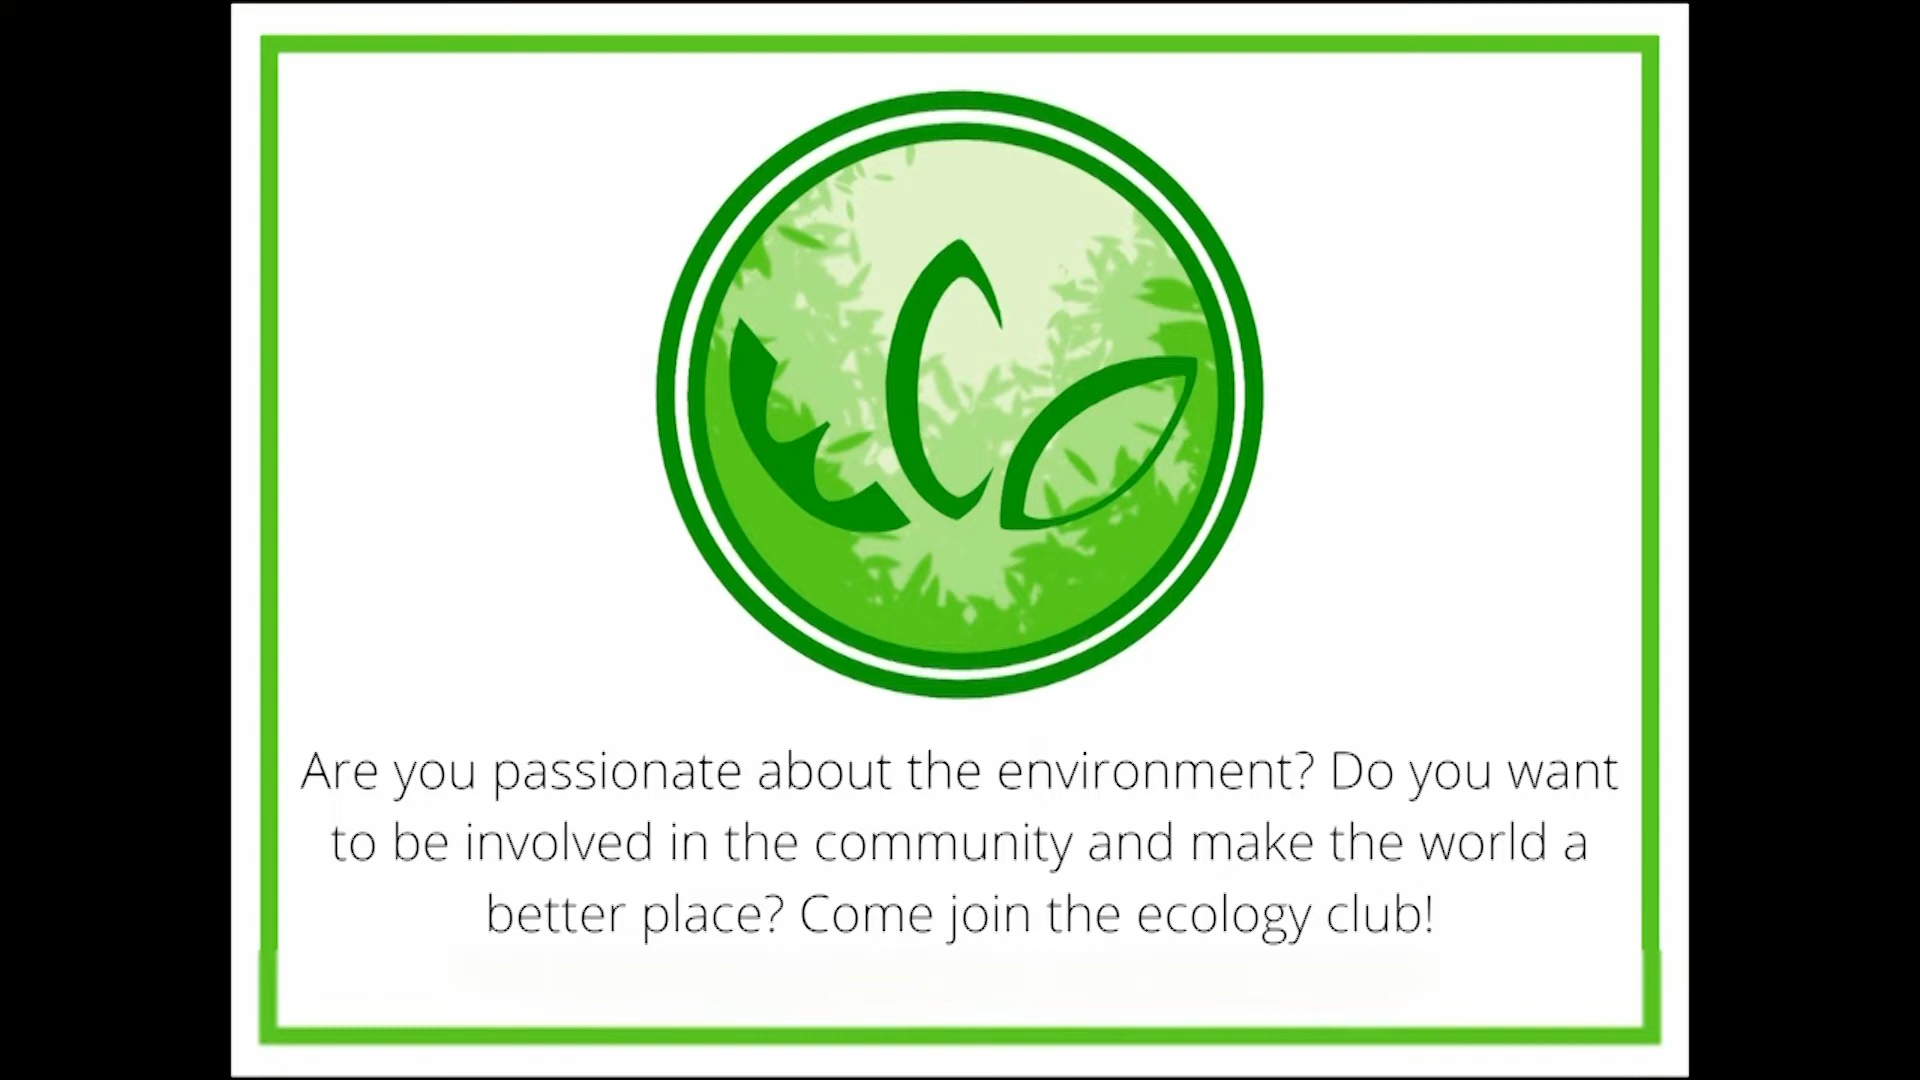 eCo
Are you passionate about the environment? Do you want
to be involved in the community and make the world a
better place? Come join the ecology club!